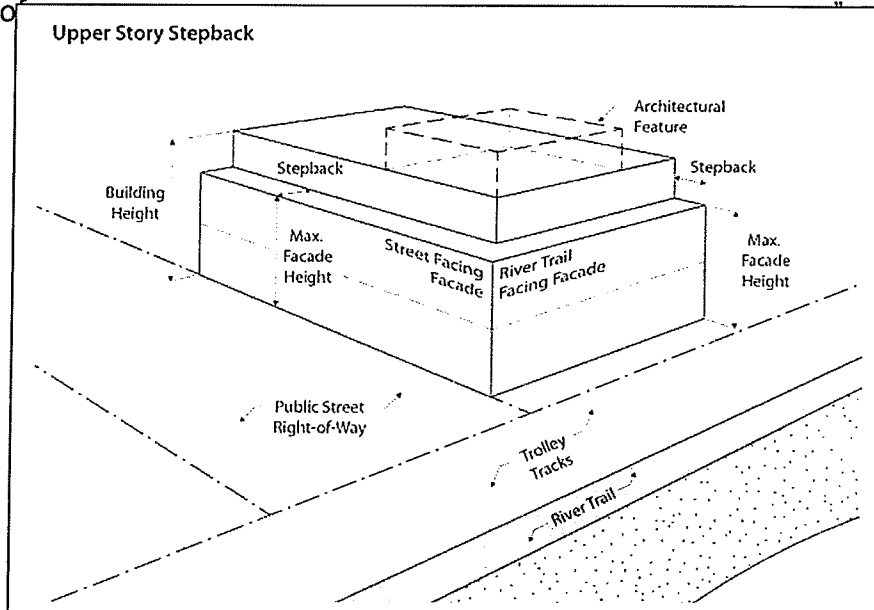 Upper Story Stepback
Architectural
Feature
Stepback
Stepback
Building
Height
Max.
Facade
Height
Street Facing
Facade
River Trail
Facing Facade
Max.
Facade
Height
Public Street
Right-of-Way
Trolley
Tracks
River Trail